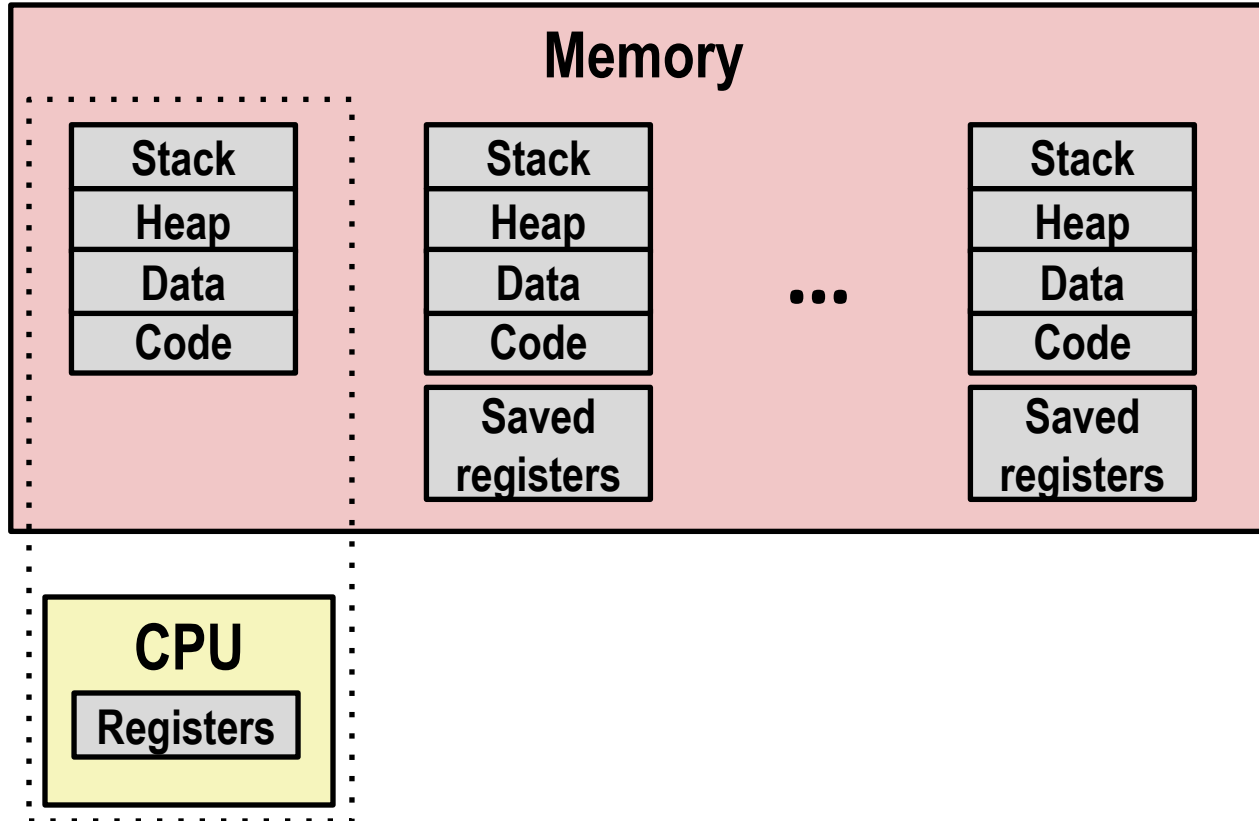 Memory
Stack
Heap
Data
Code
Stack
Heap
Data
Code
Saved
registers
...
Stack
Heap
Data
Code
Saved
registers
CPU
Registers